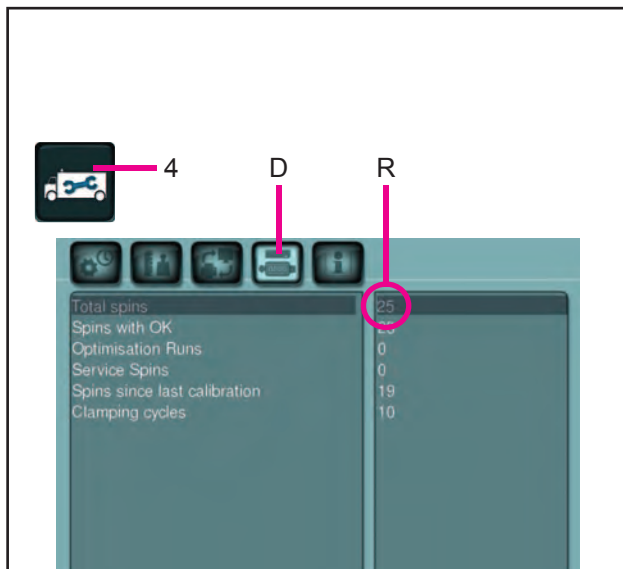 4 D R
Total spins 25
Spins with OK 25
Optimisation Runs 0
Service Spins 0
Spins since last calibration 19
Clamping cycles 10